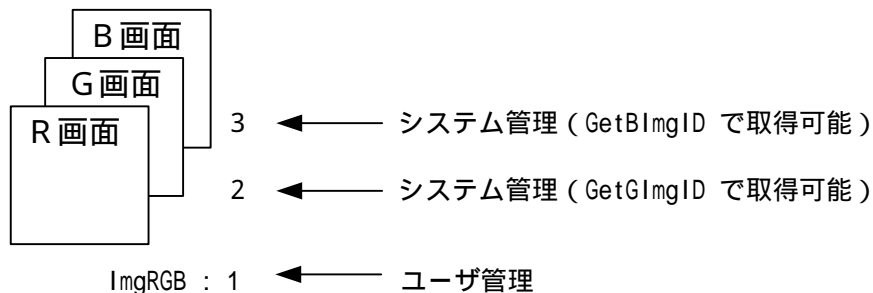 B画面
G画面
R画面
3 システム管理(GetBImgID で取得可能)
2 システム管理(GetGImgID で取得可能)
ImgRGB : 1 ユーザ管理